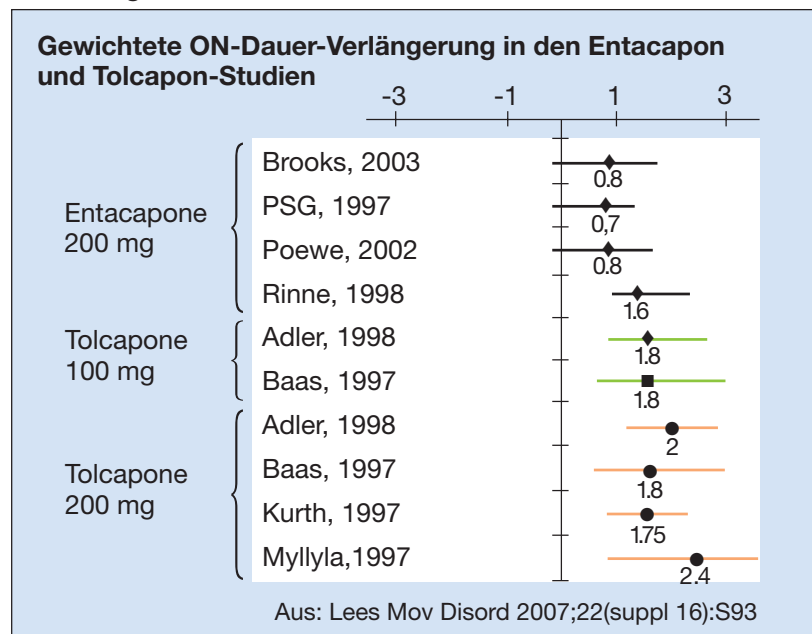 Gewichtete ON-Dauer-Verlängerung in den Entacapon
und Tolcapon-Studien
-3 -1 1 3
Entacapone
200 mg
Brooks, 2003
0.8
PSG, 1997
0,7
Poewe, 2002
0.8
Rinne, 1998
1.6
Tolcapone
100 mg
Adler, 1998
1.8
Baas, 1997
1.8
Tolcapone
200 mg
Adler, 1998
2
Baas, 1997
1.8
Kurth, 1997
1.75
Myllyla,1997
2.4
Aus: Lees Mov Disord 2007;22(suppl 16):S93